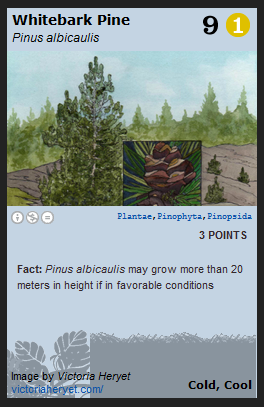 Whitebark Pine
Pinus albicaulis
9 1
Plantae, Pinophyta, Pinopsida
3 POINTS
Fact: Pinus albicaulis may grow more than 20
meters in height if in favorable conditions
Image by Victoria Heryet
victoriaheryet.com/
Cold, Cool